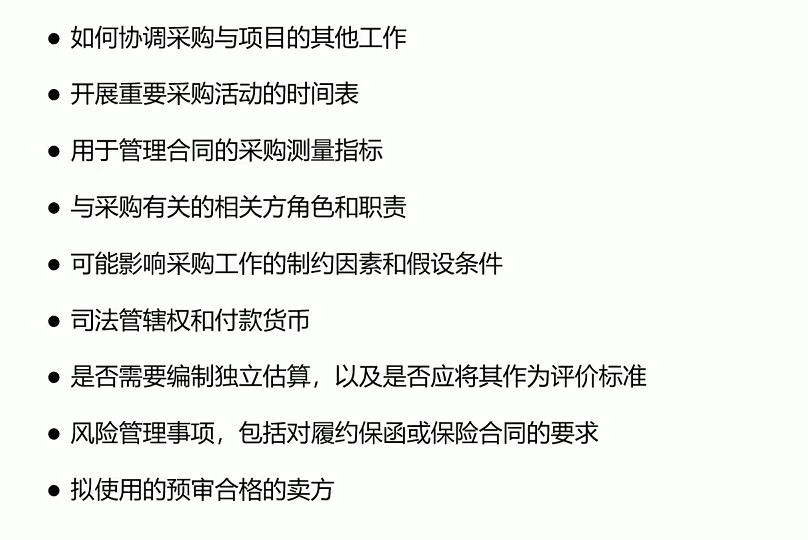 ● 如何协调采购与项目的其他工作
● 开展重要采购活动的时间表
● 用于管理合同的采购测量指标
● 与采购有关的相关方角色和职责
● 可能影响采购工作的制约因素和假设条件
● 司法管辖权和付款货币
● 是否需要编制独立估算，以及是否应将其作为评价标准
● 风险管理事项，包括对履约保函或保险合同的要求
● 拟使用的预审合格的卖方